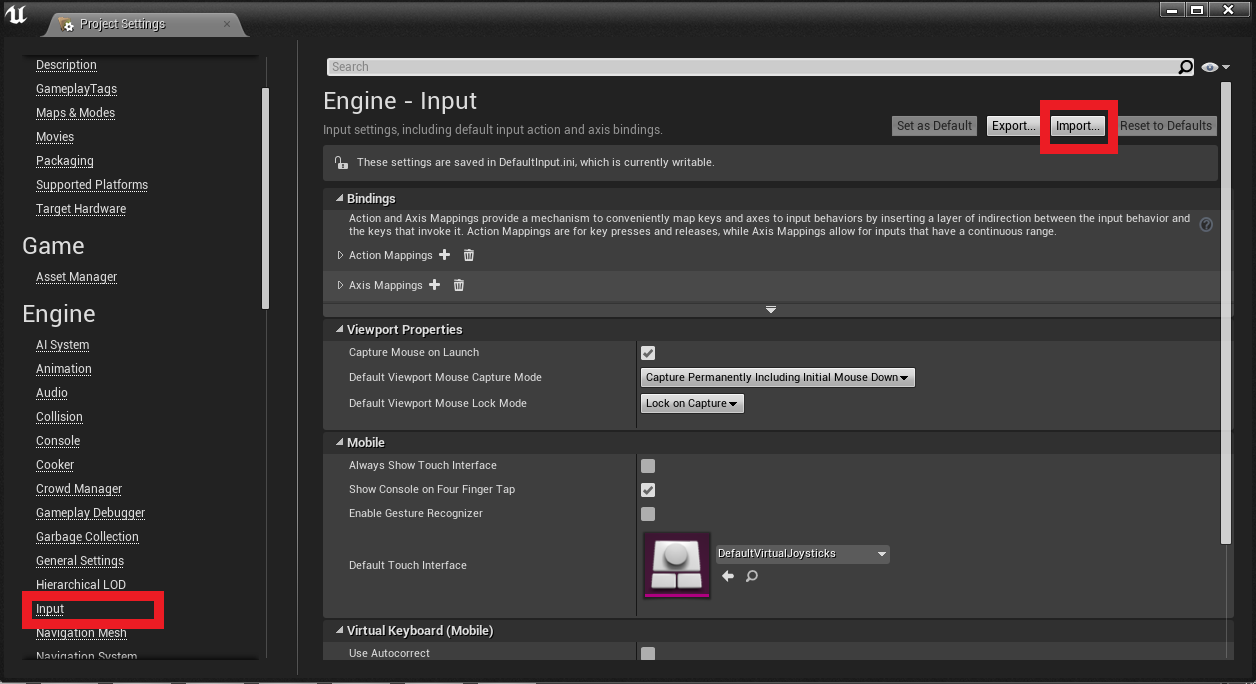 Project Settings
Description
GameplayTags
Maps & Modes
Movies
Packaging
Supported Platforms
Target Hardware
Game
Asset Manager
Engine
AI System
Animation
Audio
Collision
Console
Cooker
Crowd Manager
Gameplay Debugger
Garbage Collection
General Settings
Hierarchical LOD
Input
Navigation Mesh
Navigation System
Search
Engine - Input
Input settings, including default input action and axis bindings.
Set as Default
Export...
Import...
Reset to Defaults
These settings are saved in DefaultInput.ini, which is currently writable.
Bindings
Action and Axis Mappings provide a mechanism to conveniently map keys and axes to input behaviors by inserting a layer of indirection between the input behavior and
the keys that invoke it. Action Mappings are for key presses and releases, while Axis Mappings allow for inputs that have a continuous range.
Action Mappings
Axis Mappings
Viewport Properties
Capture Mouse on Launch
Default Viewport Mouse Capture Mode
Capture Permanently Including Initial Mouse Down
Default Viewport Mouse Lock Mode
Lock on Capture
Mobile
Always Show Touch Interface
Show Console on Four Finger Tap
Enable Gesture Recognizer
Default Touch Interface
DefaultVirtualJoysticks
Virtual Keyboard (Mobile)
Use Autocorrect